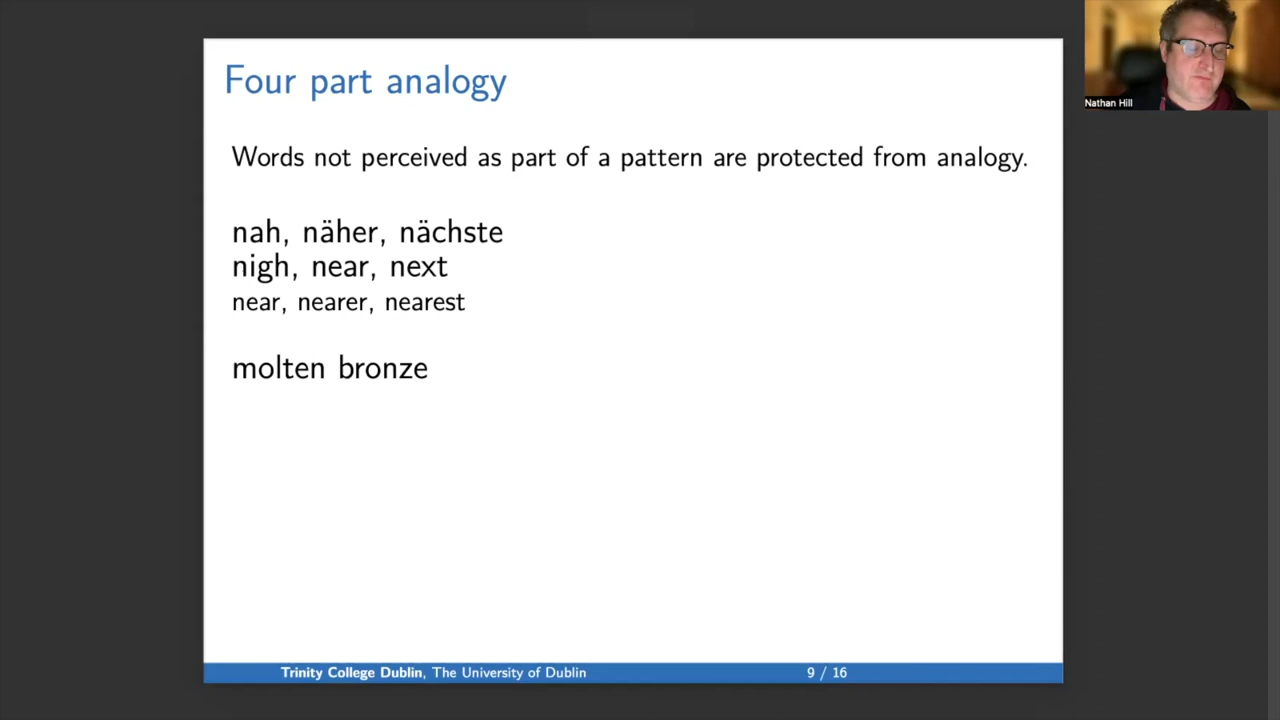 Four part analogy
Nathan Hill
Words not perceived as part of a pattern are protected from analogy.
nah, näher, nächste
nigh, near, next
near, nearer, nearest
molten bronze
Trinity College Dublin, The University of Dublin
9 / 16